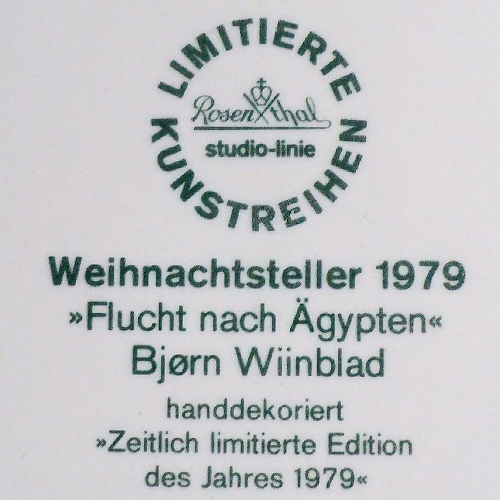 LIMITIERTE
KUNSTREIHEN
Rosenthal
studio-linie
Weihnachtsteller 1979
»Flucht nach Ägypten«
Bjørn Wiinblad
handdekoriert
»Zeitlich limitierte Edition
des Jahres 1979«